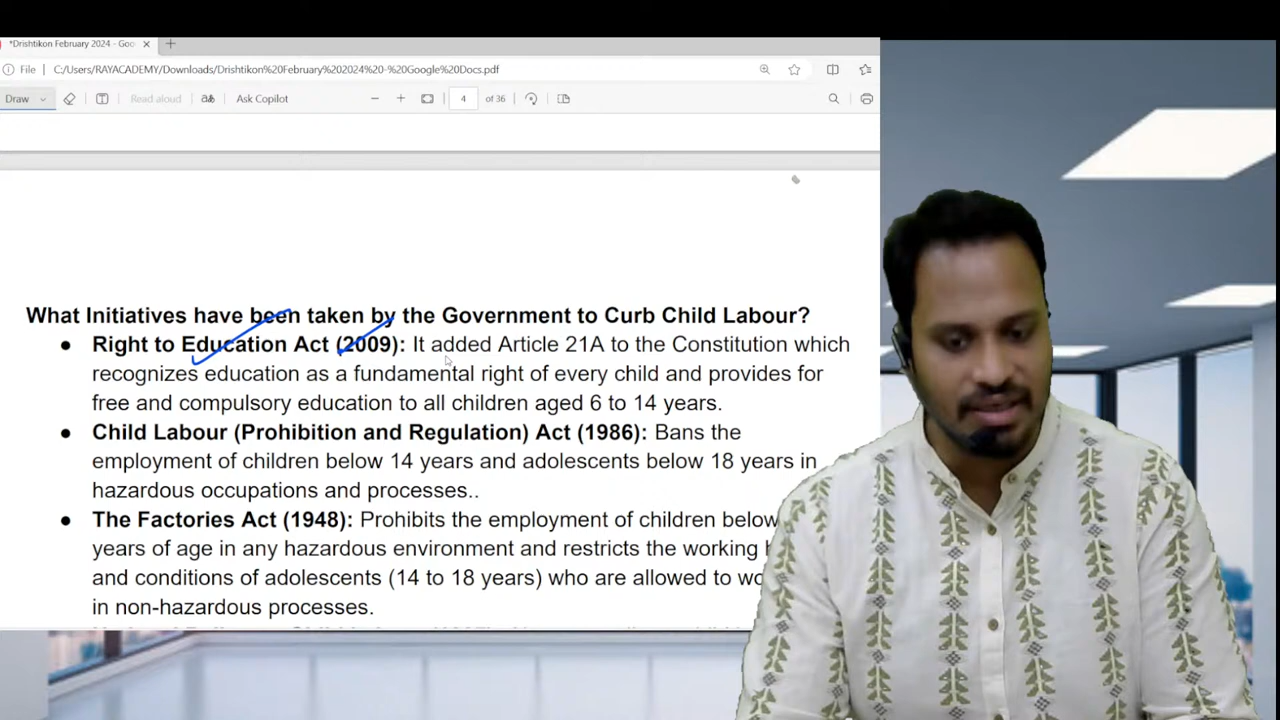 *Drishtikon February 2024 - Goo
File C:/Users/RAYACADEMY/Downloads/Drishtikon%20February%202024%20-%20Google%20Docs.pdf
Draw Read aloud Ask Copilot 4 of 36
What Initiatives have been taken by the Government to Curb Child Labour?
● Right to Education Act (2009): It added Article 21A to the Constitution which
recognizes education as a fundamental right of every child and provides for
free and compulsory education to all children aged 6 to 14 years.
● Child Labour (Prohibition and Regulation) Act (1986): Bans the
employment of children below 14 years and adolescents below 18 years in
hazardous occupations and processes..
● The Factories Act (1948): Prohibits the employment of children below
years of age in any hazardous environment and restricts the working
and conditions of adolescents (14 to 18 years) who are allowed to
in non-hazardous processes.